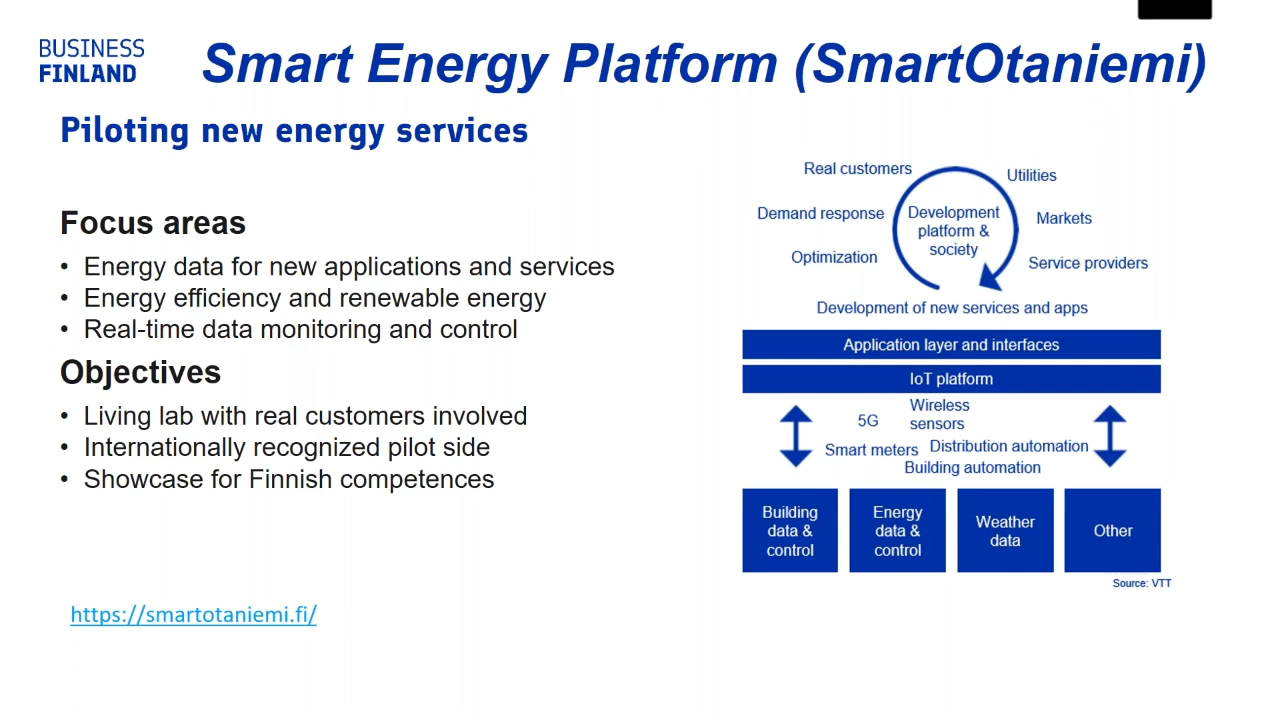 BUSINESS
FINLAND
Smart Energy Platform (SmartOtaniemi)
Piloting new energy services
Focus areas
• Energy data for new applications and services
• Energy efficiency and renewable energy
• Real-time data monitoring and control
Objectives
• Living lab with real customers involved
• Internationally recognized pilot side
• Showcase for Finnish competences
https://smartotaniemi.fi/
Real customers
Utilities
Demand response
Development
platform &
society
Markets
Optimization
Service providers
Development of new services and apps
Application layer and interfaces
IoT platform
5G
Wireless
sensors
Smart meters
Distribution automation
Building automation
Building
data &
control
Energy
data &
control
Weather
data
Other
Source: VTT